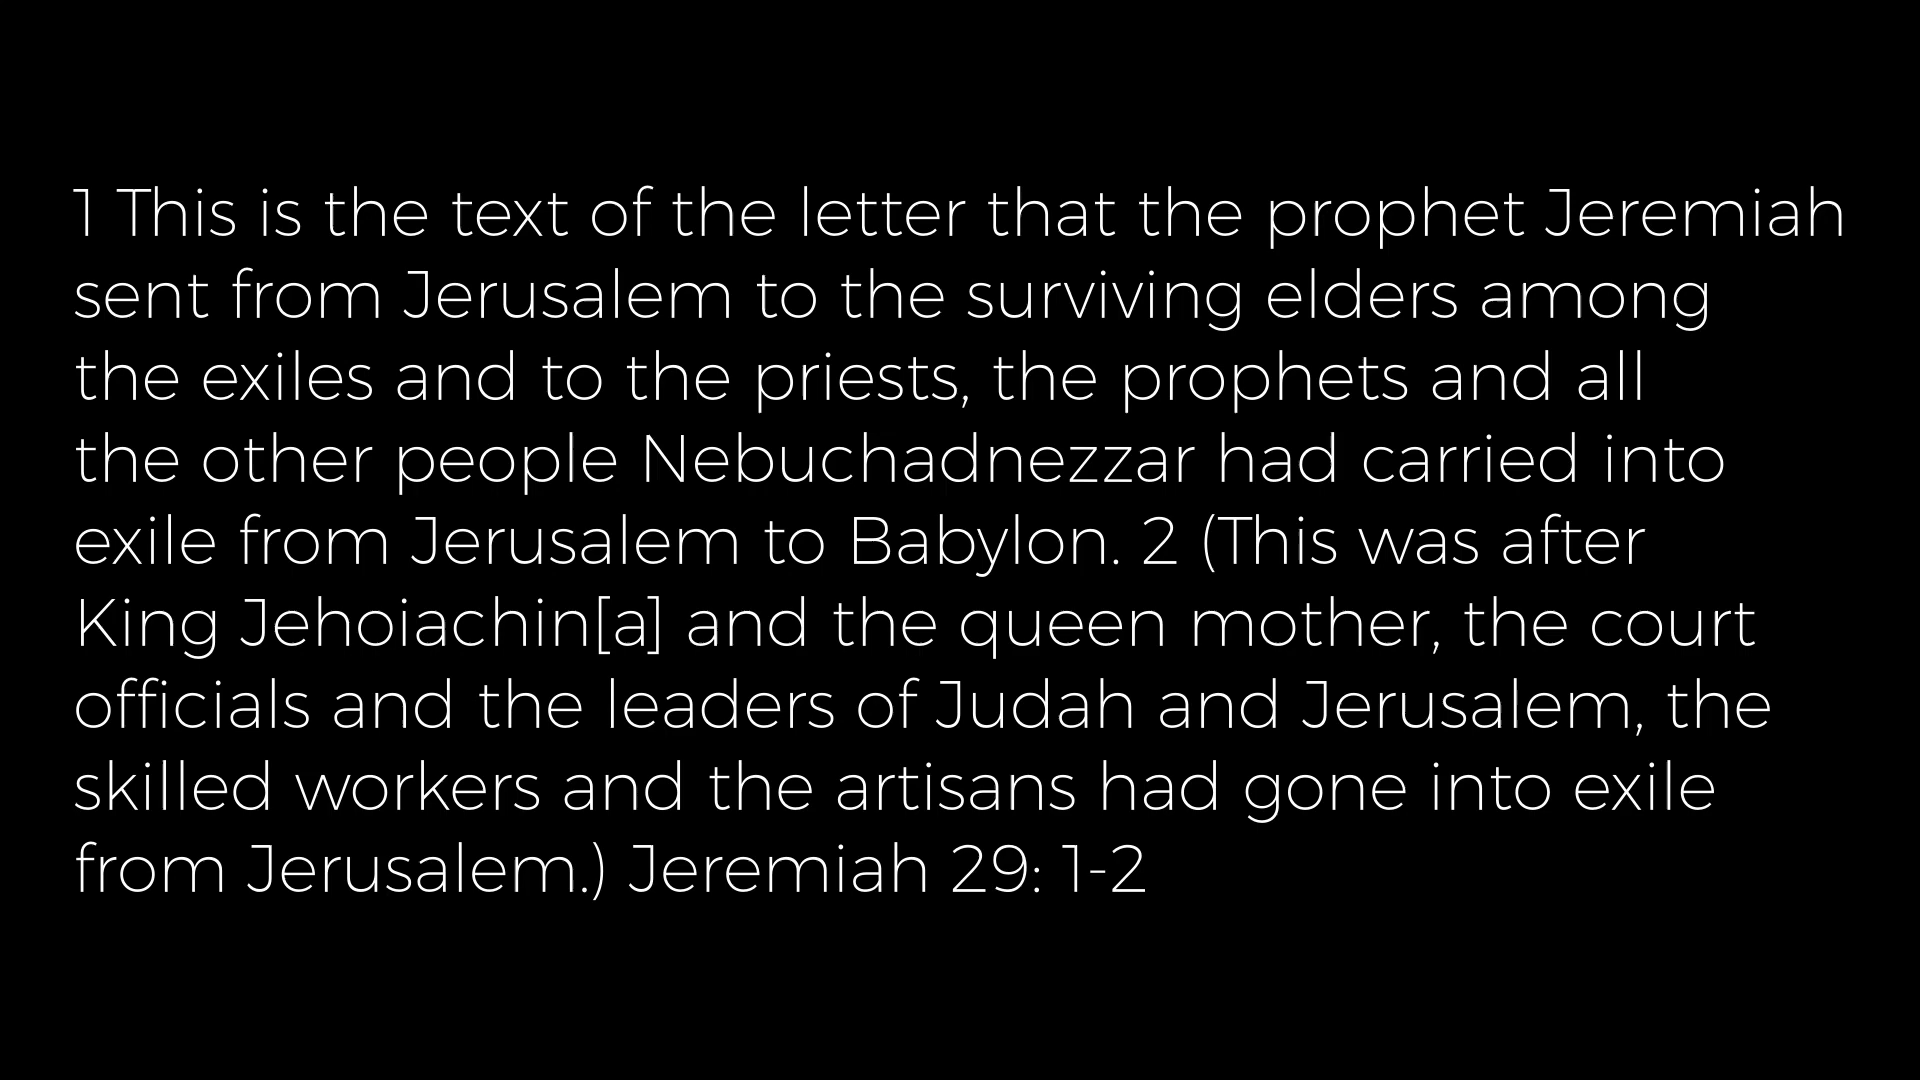 1 This is the text of the letter that the prophet Jeremiah
sent from Jerusalem to the surviving elders among
the exiles and to the priests, the prophets and all
the other people Nebuchadnezzar had carried into
exile from Jerusalem to Babylon. 2 (This was after
King Jehoiachin[a] and the queen mother, the court
officials and the leaders of Judah and Jerusalem, the
skilled workers and the artisans had gone into exile
from Jerusalem.) Jeremiah 29: 1-2